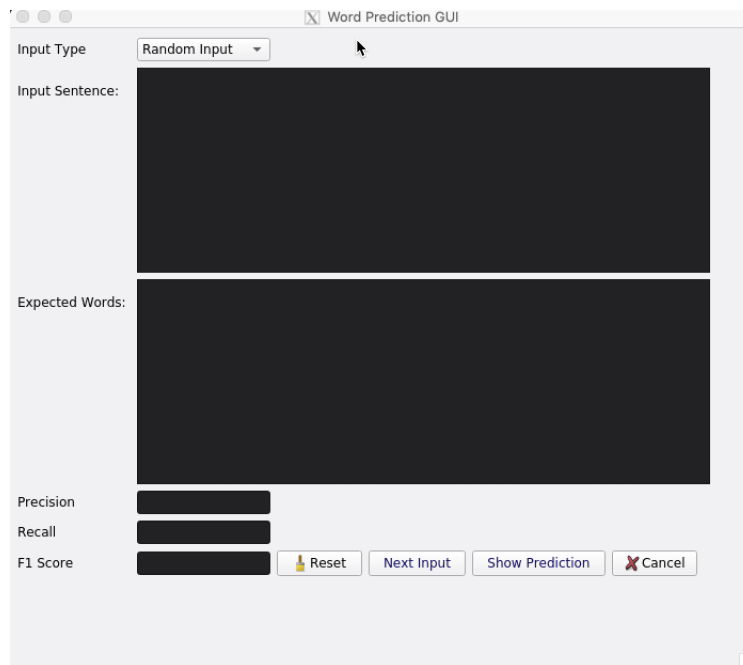 Word Prediction GUI
Input Type Random Input
Input Sentence:
Expected Words:
Precision
Recall
F1 Score Reset Next Input Show Prediction Cancel